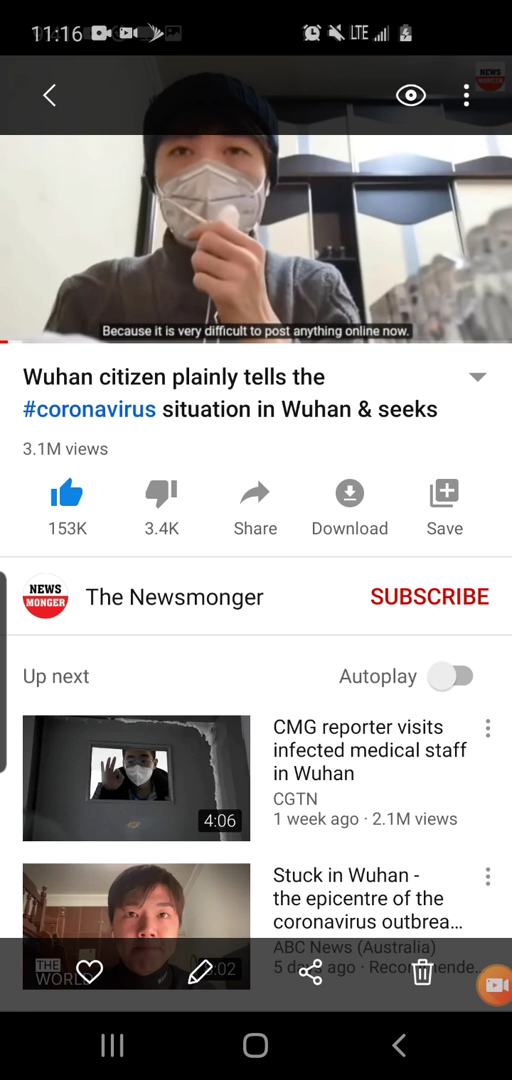 11:16
LTE
NEWS
MONGER
Because it is very difficult to post anything online now.
Wuhan citizen plainly tells the
#coronavirus situation in Wuhan & seeks
3.1M views
153K
3.4K
Share
Download
Save
NEWS
MONGER
The Newsmonger
SUBSCRIBE
Up next
Autoplay
4:06
CMG reporter visits
infected medical staff
in Wuhan
CGTN
1 week ago · 2.1M views
Stuck in Wuhan -
the epicentre of the
coronavirus outbrea...
ABC News (Australia)
THE
WORLD
:02
5 days ago · Recommende..